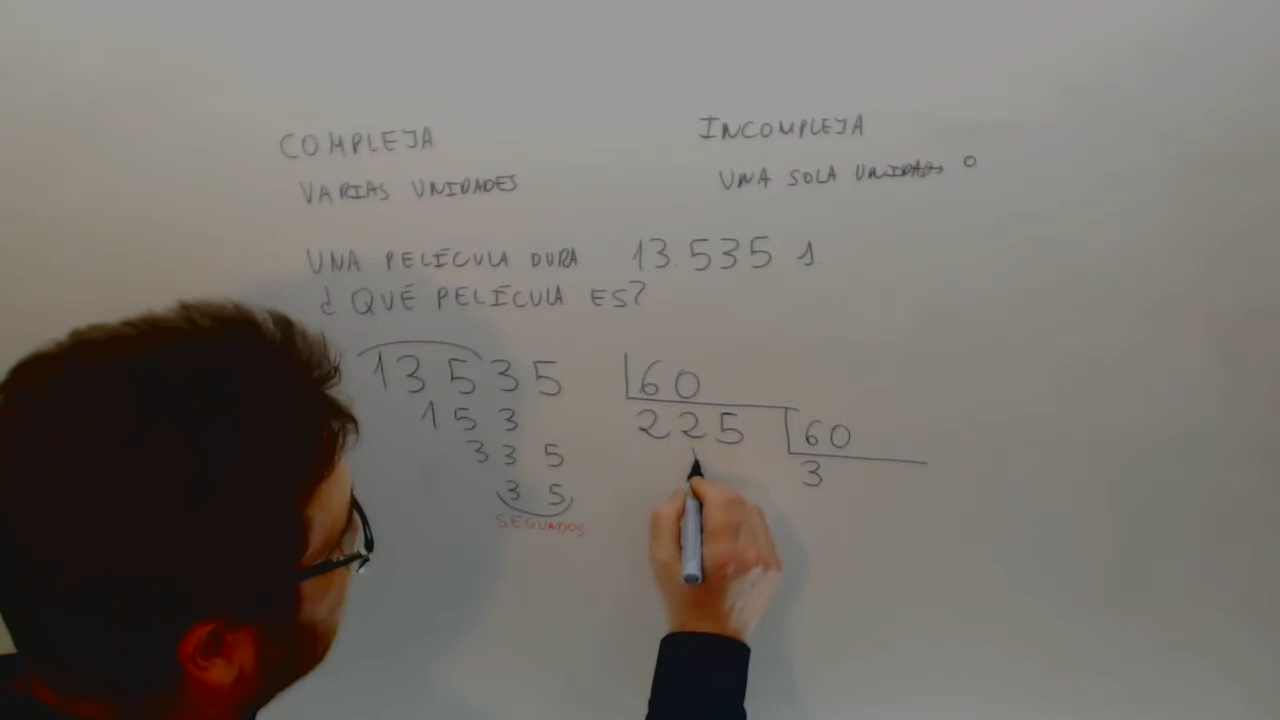 COMPLEJA
VARIAS UNIDADES
INCOMPLEJA
UNA SOLA UNIDAD
UNA PELÍCULA DURA 13.535 s
¿QUÉ PELÍCULA ES?
13535 60
153 225 60
335 3
35
SEGUNDOS